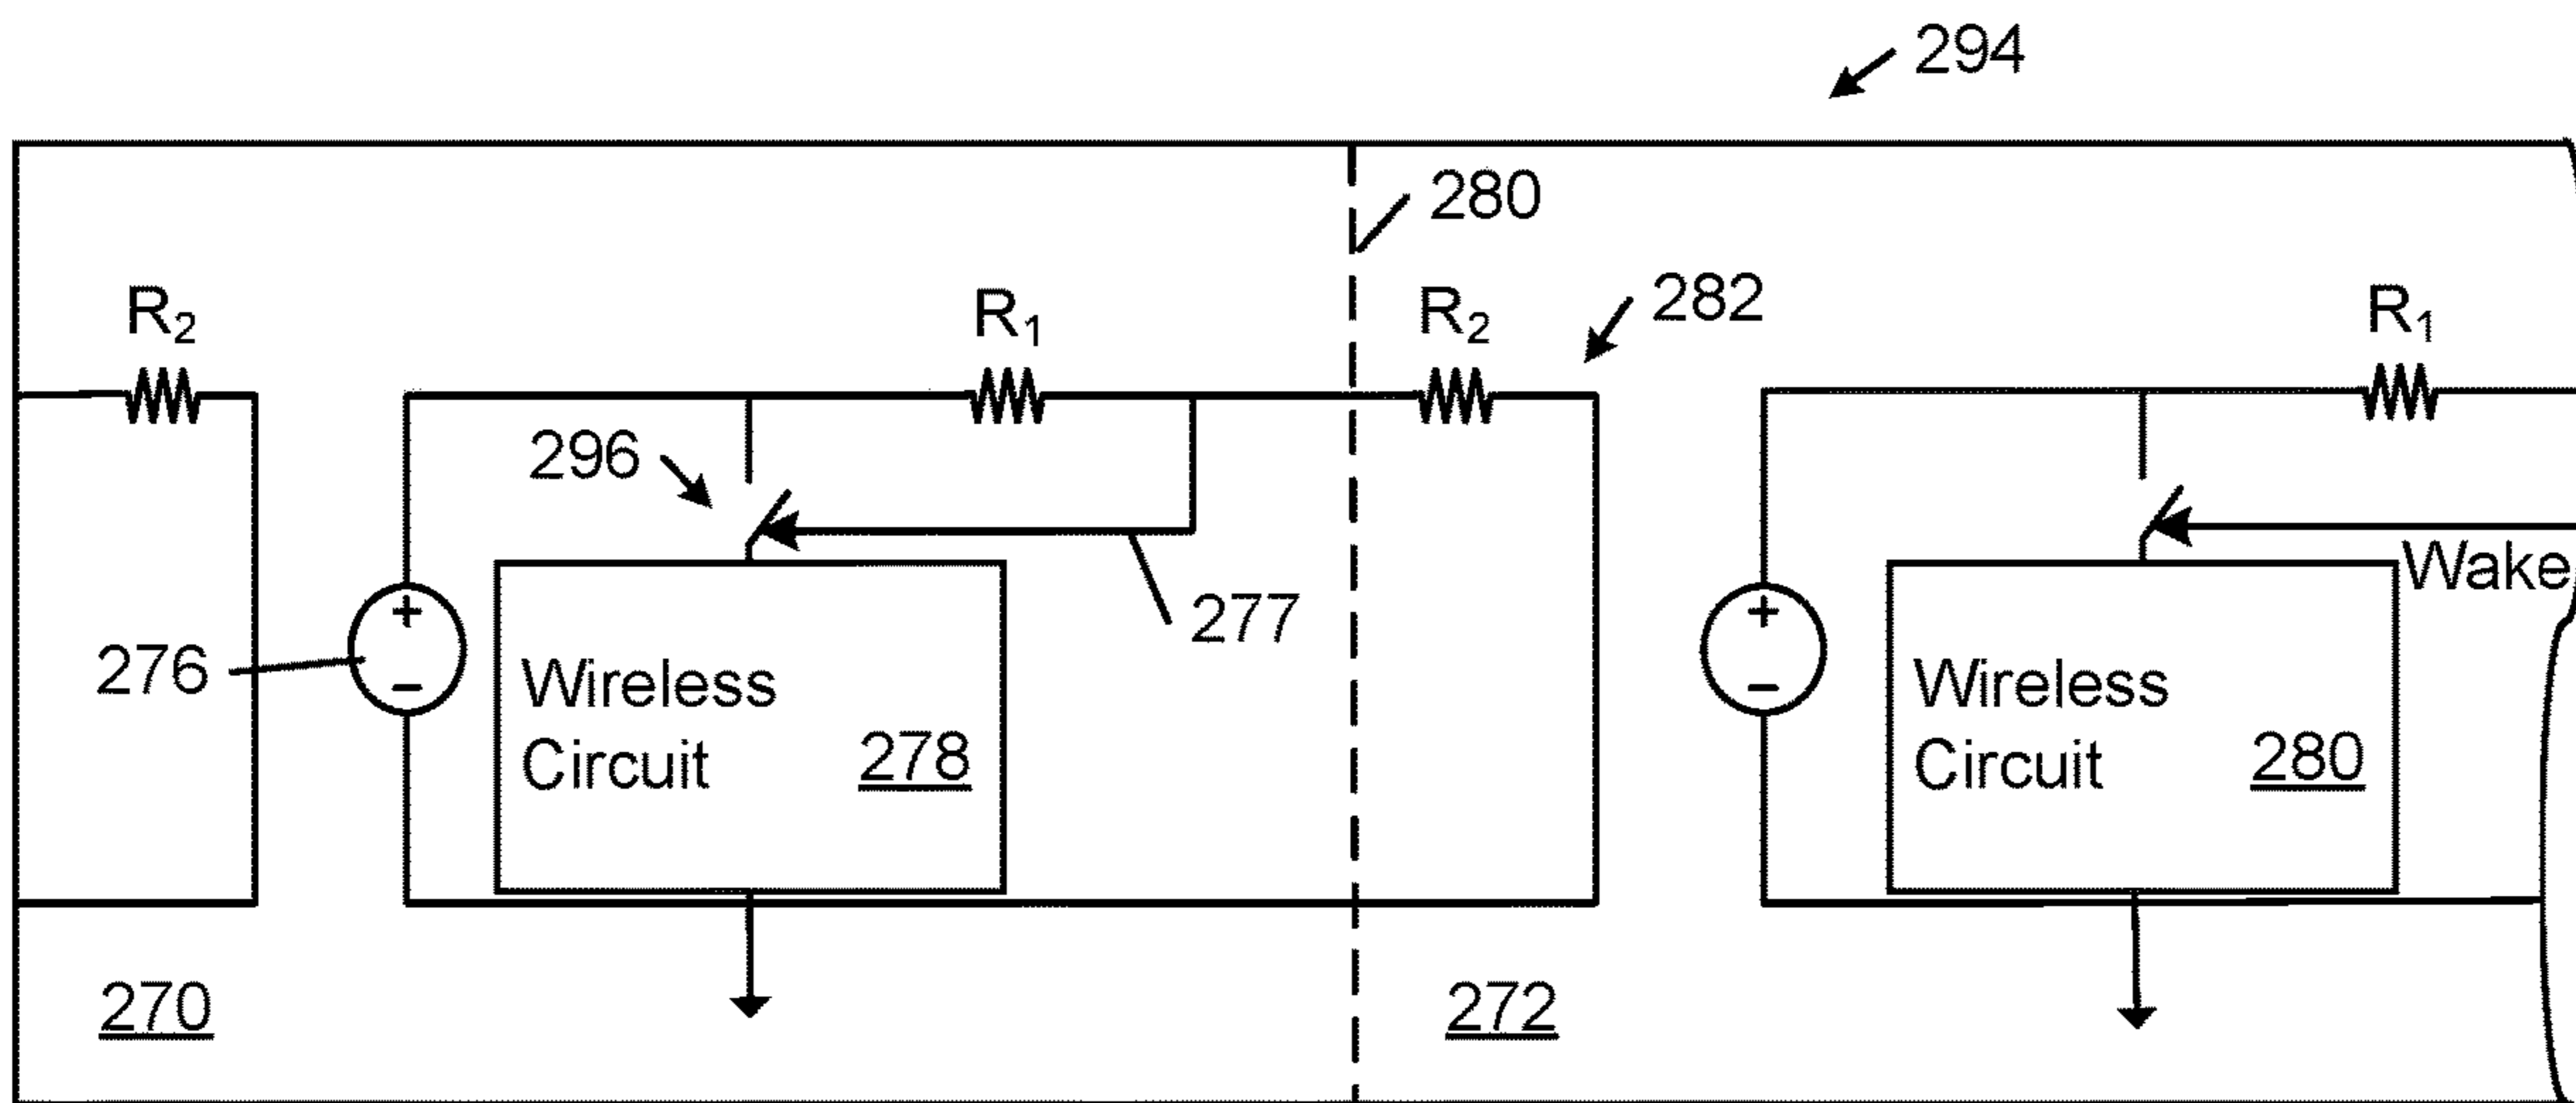 294
280
282
R2
R1
R2
R1
296
277
Wake
276
+
−
Wireless
Circuit
278
+
−
Wireless
Circuit
280
270
272